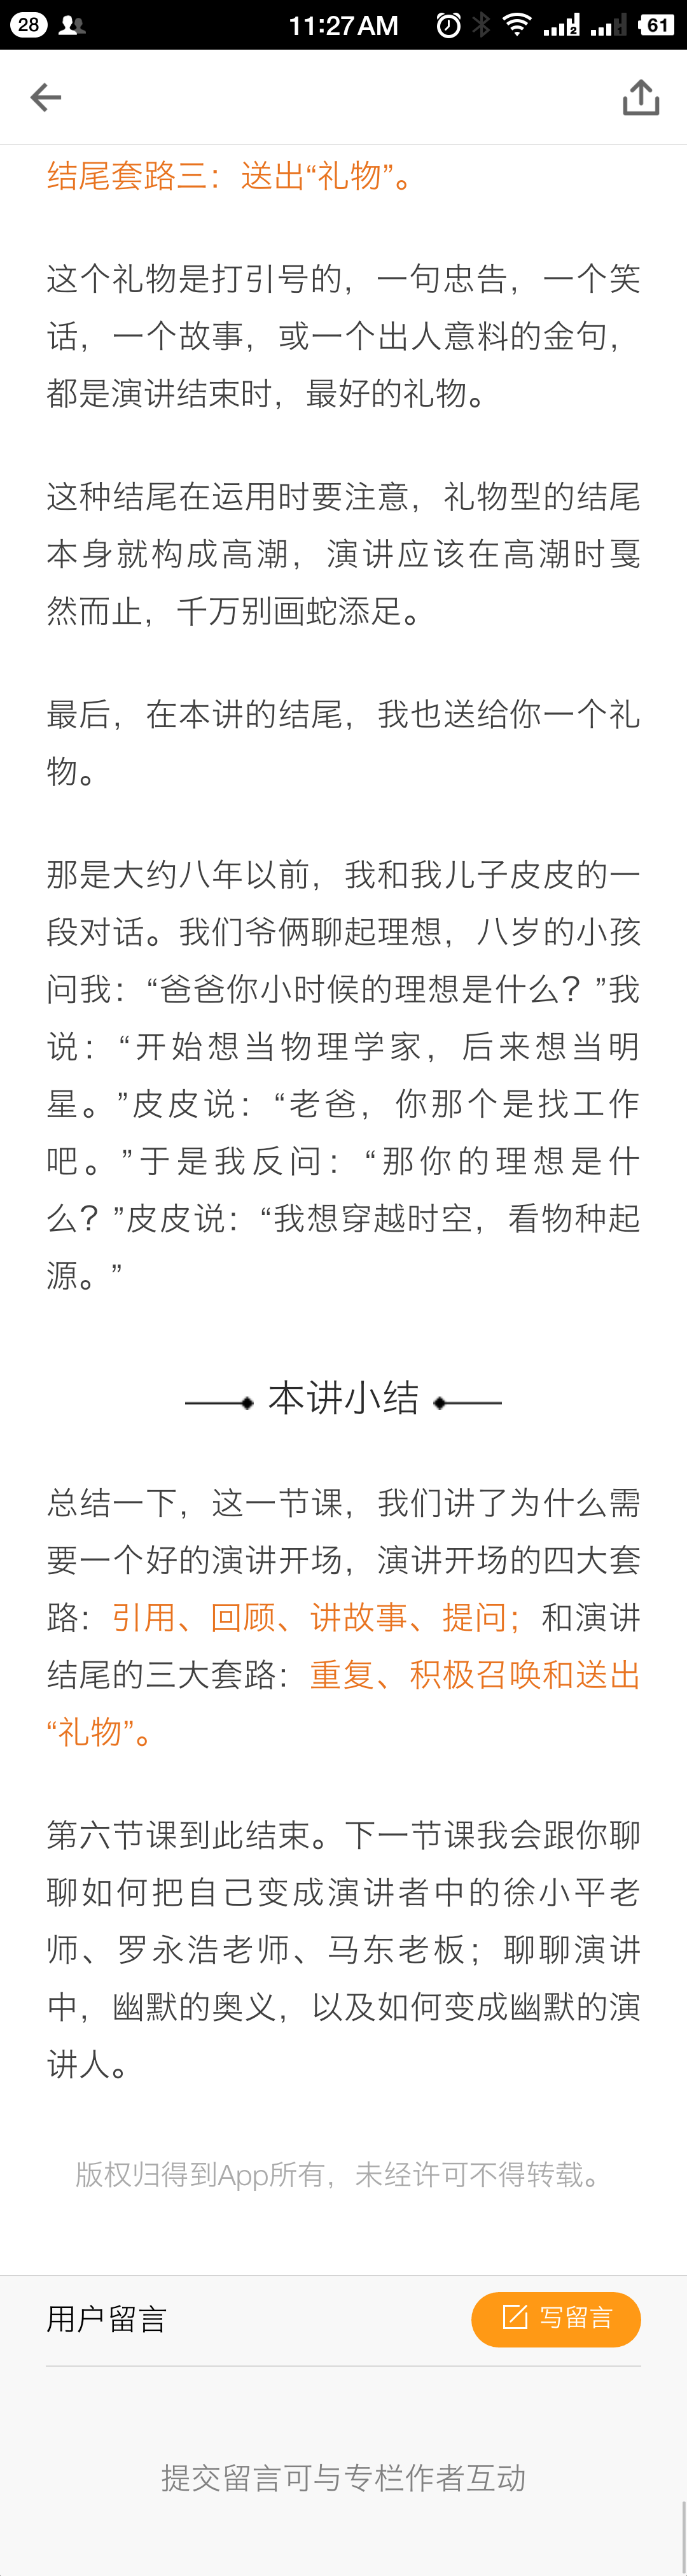 28
11:27AM
2
61
结尾套路三：送出“礼物”。
这个礼物是打引号的，一句忠告，一个笑
话，一个故事，或一个出人意料的金句，
都是演讲结束时，最好的礼物。
这种结尾在运用时要注意，礼物型的结尾
本身就构成高潮，演讲应该在高潮时戛
然而止，千万别画蛇添足。
最后，在本讲的结尾，我也送给你一个礼
物。
那是大约八年以前，我和我儿子皮皮的一
段对话。我们爷俩聊起理想，八岁的小孩
问我：“爸爸你小时候的理想是什么？”我
说：“开始想当物理学家，后来想当明
星。”皮皮说：“老爸，你那个是找工作
吧。”于是我反问：“那你的理想是什
么？”皮皮说：“我想穿越时空，看物种起
源。”
本讲小结
总结一下，这一节课，我们讲了为什么需
要一个好的演讲开场，演讲开场的四大套
路：引用、回顾、讲故事、提问；和演讲
结尾的三大套路：重复、积极召唤和送出
“礼物”。
第六节课到此结束。下一节课我会跟你聊
聊如何把自己变成演讲者中的徐小平老
师、罗永浩老师、马东老板；聊聊演讲
中，幽默的奥义，以及如何变成幽默的演
讲人。
版权归得到App所有，未经许可不得转载。
用户留言
写留言
提交留言可与专栏作者互动